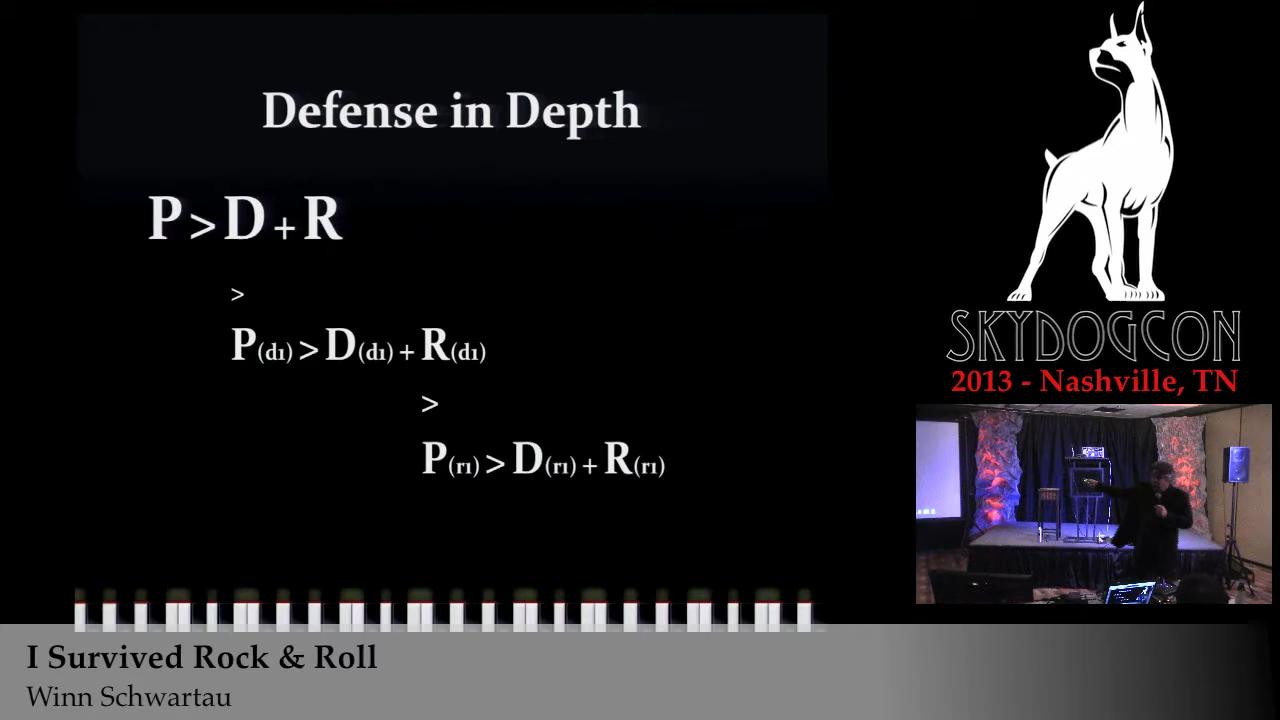 Defense in Depth
P > D + R
>
P(d1) > D(d1) + R(d1)
>
P(r1) > D(r1) + R(r1)
SKYDOGCON
2013 - Nashville, TN
I Survived Rock & Roll
Winn Schwartau